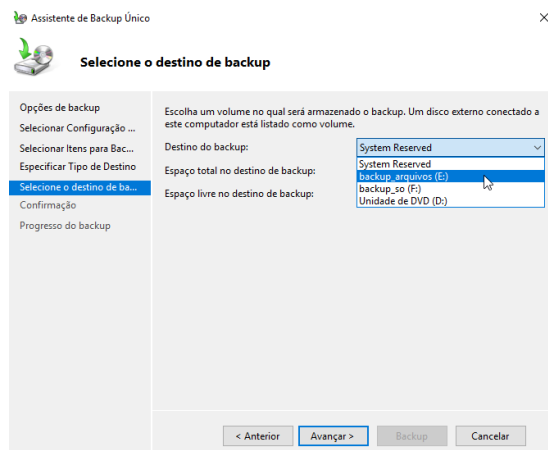 Assistente de Backup Único
Selecione o destino de backup
Opções de backup
Selecionar Configuração ...
Selecionar Itens para Bac...
Especificar Tipo de Destino
Selecione o destino de ba...
Confirmação
Progresso do backup
Escolha um volume no qual será armazenado o backup. Um disco externo conectado a
este computador está listado como volume.
Destino do backup:
System Reserved
System Reserved
backup_arquivos (E:)
backup_so (F:)
Unidade de DVD (D:)
Espaço total no destino de backup:
Espaço livre no destino de backup:
< Anterior
Avançar >
Backup
Cancelar